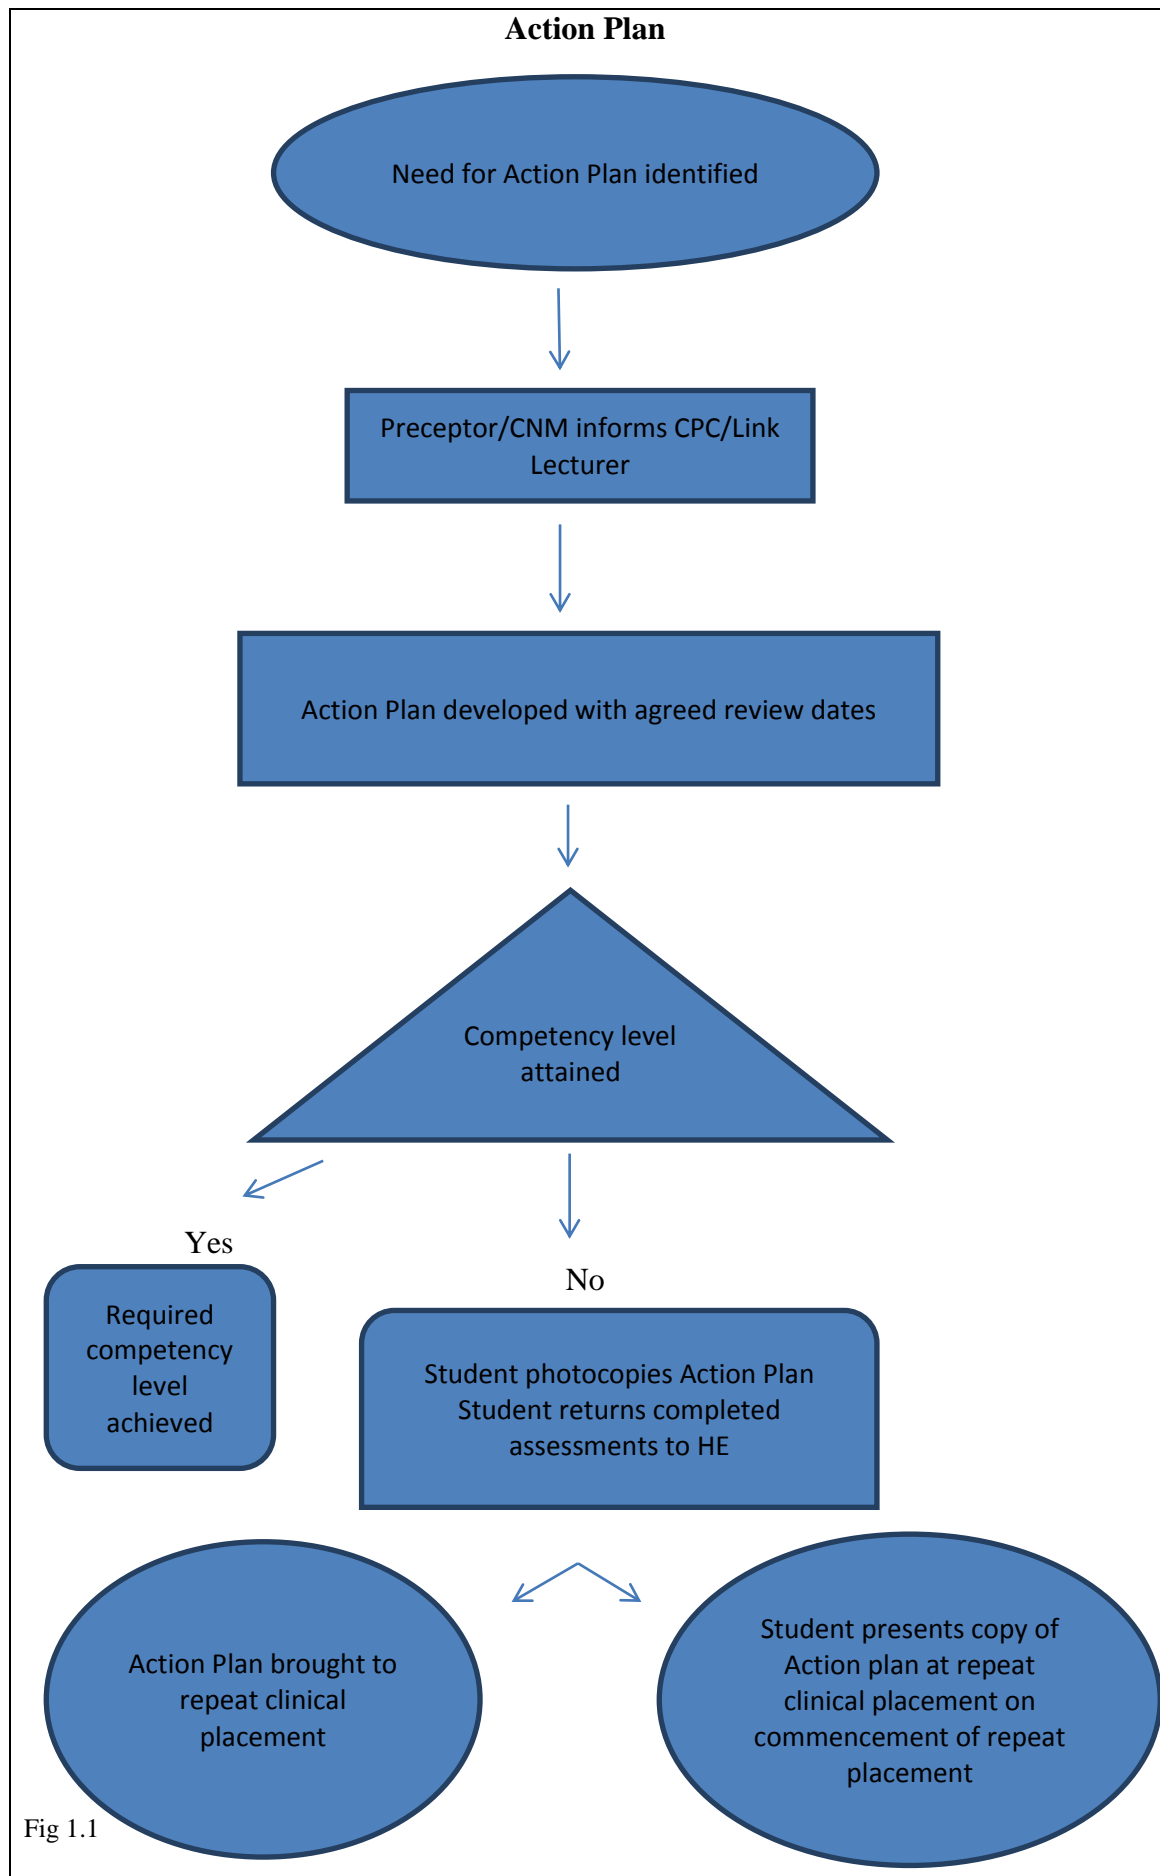 Action Plan
Need for Action Plan identified
Preceptor/CNM informs CPC/Link
Lecturer
Action Plan developed with agreed review dates
Competency level
attained
Yes
Required
competency
level
achieved
No
Student photocopies Action Plan
Student returns completed
assessments to HE
Action Plan brought to
repeat clinical
placement
Student presents copy of
Action plan at repeat
clinical placement on
commencement of repeat
placement
Fig 1.1